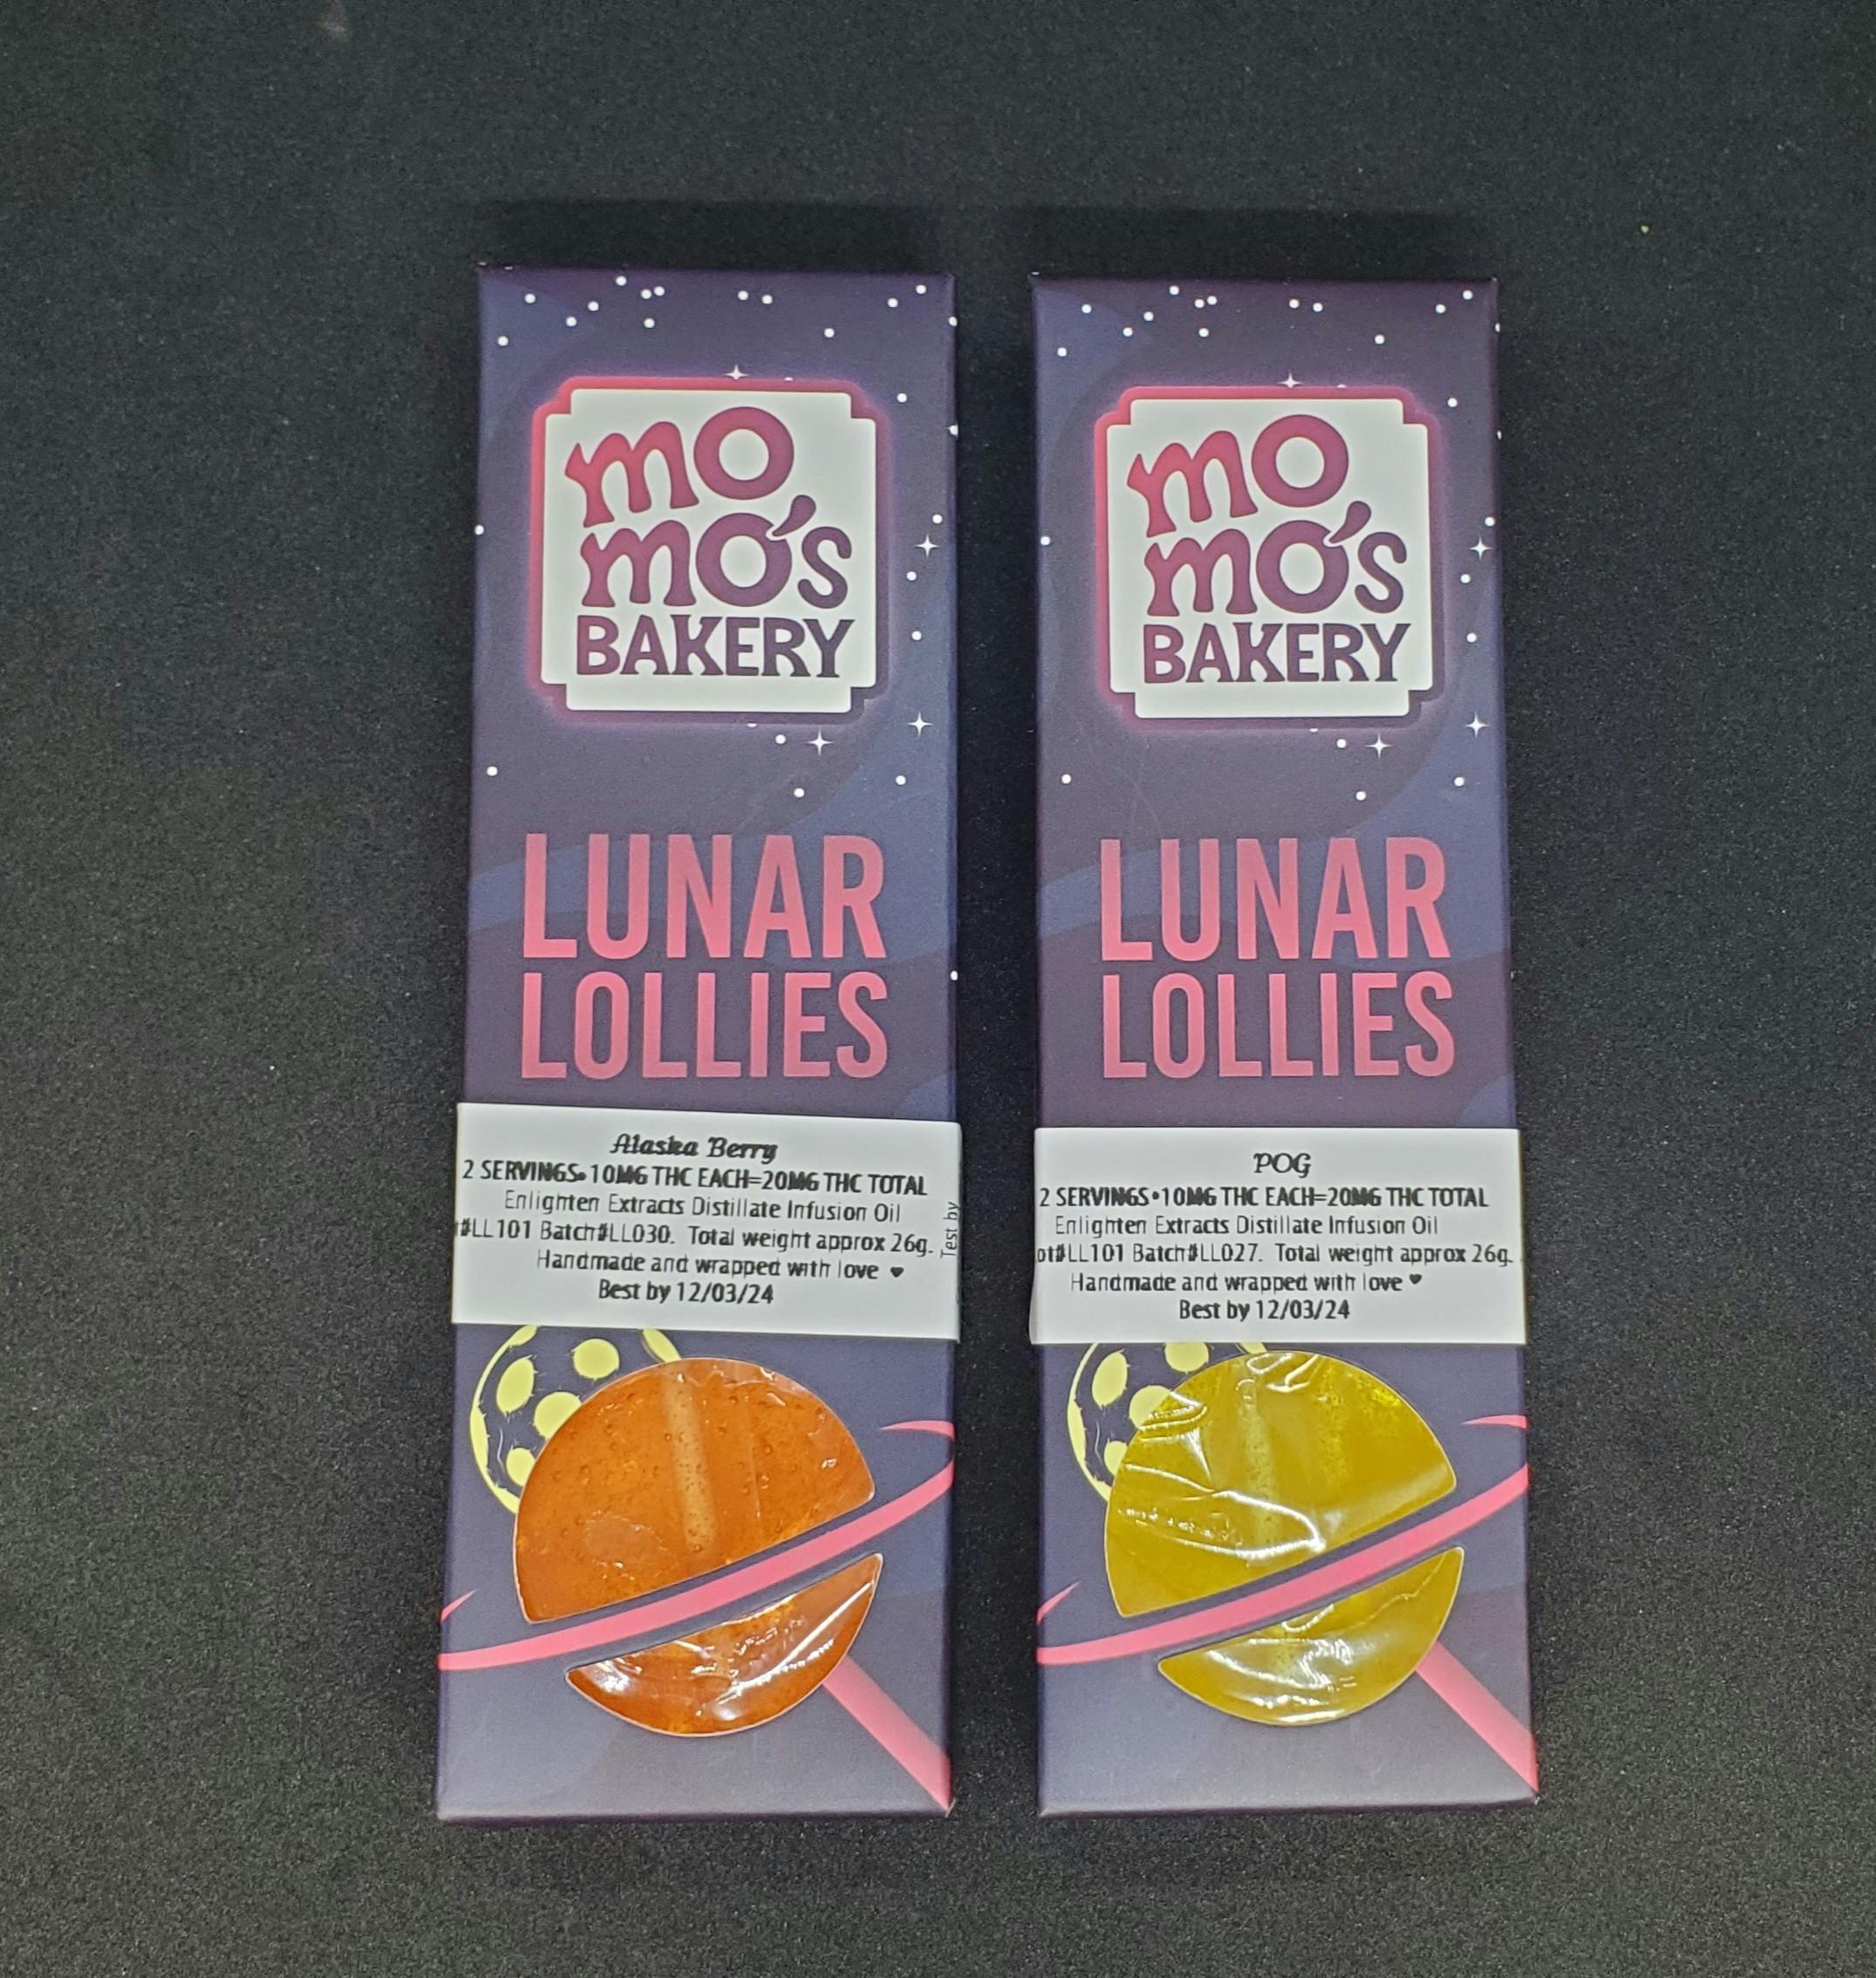 mo
mo's
BAKERY
LUNAR
LOLLIES
Alaska Berry
2 SERVINGS•10MG THC EACH=20MG THC TOTAL
Enlighten Extracts Distillate Infusion Oil
#LL101 Batch#LL030. Total weight approx 26g.
Handmade and wrapped with love ♥
Best by 12/03/24
Test by
mo
mo's
BAKERY
LUNAR
LOLLIES
POG
2 SERVINGS•10MG THC EACH=20MG THC TOTAL
Enlighten Extracts Distillate Infusion Oil
ot#LL101 Batch#LL027. Total weight approx 26g.
Handmade and wrapped with love ♥
Best by 12/03/24